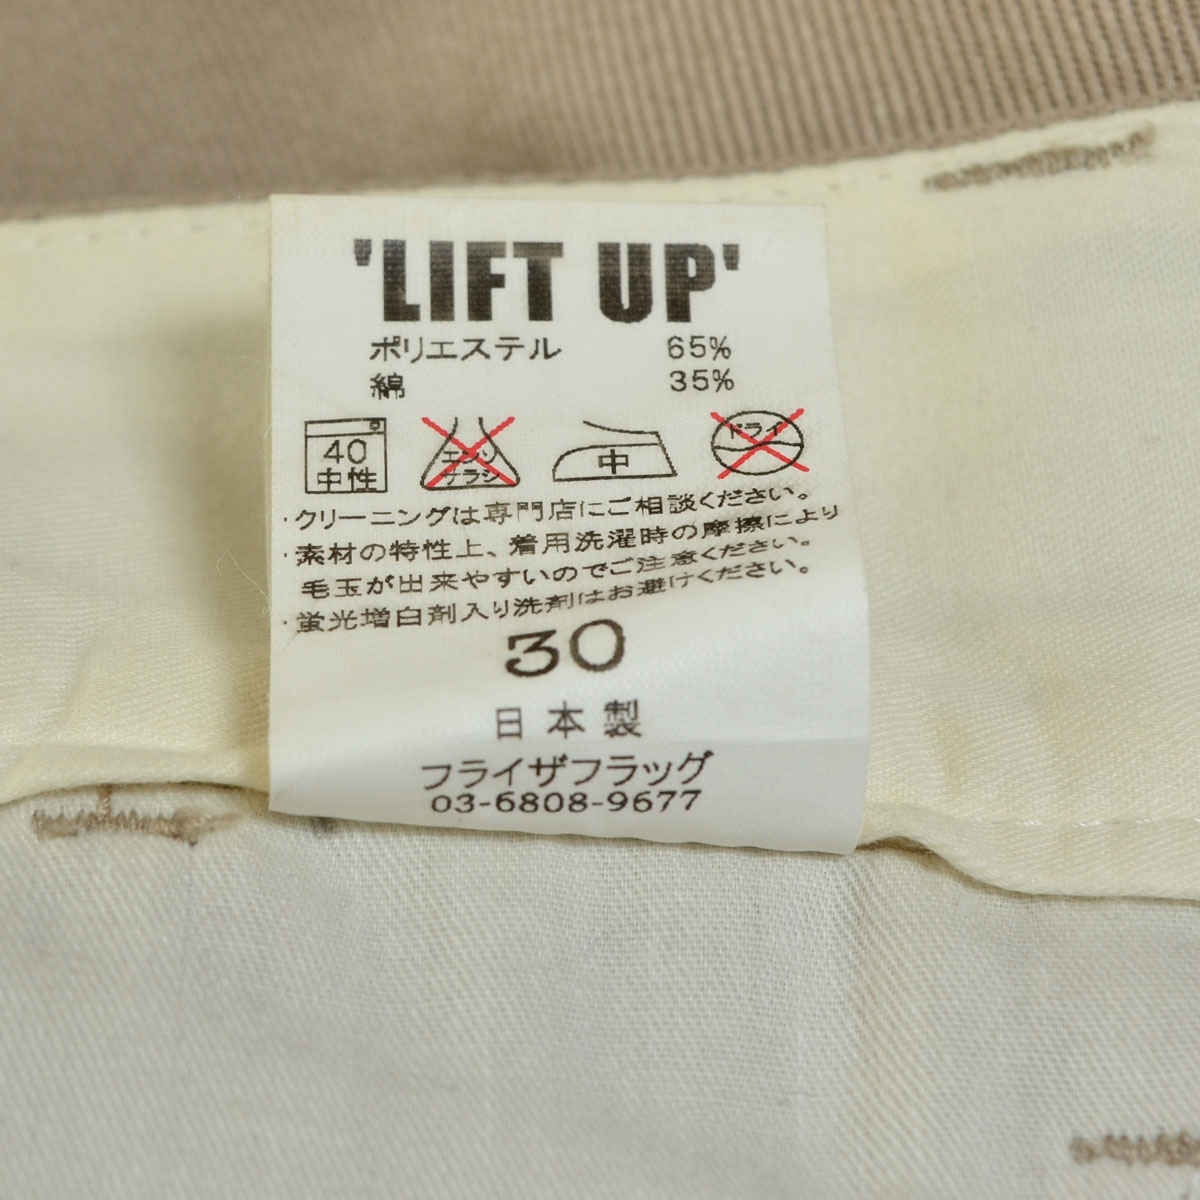 'LIFT UP'
ポリエステル 65%
綿 35%
40 中性 エンソサラシ 中 ドライ
・クリーニングは専門店にご相談ください。
・素材の特性上、着用洗濯時の摩擦により
毛玉が出来やすいのでご注意ください。
・蛍光増白剤入り洗剤はお避けください。
30
日本製
フライザフラッグ
03-6808-9677